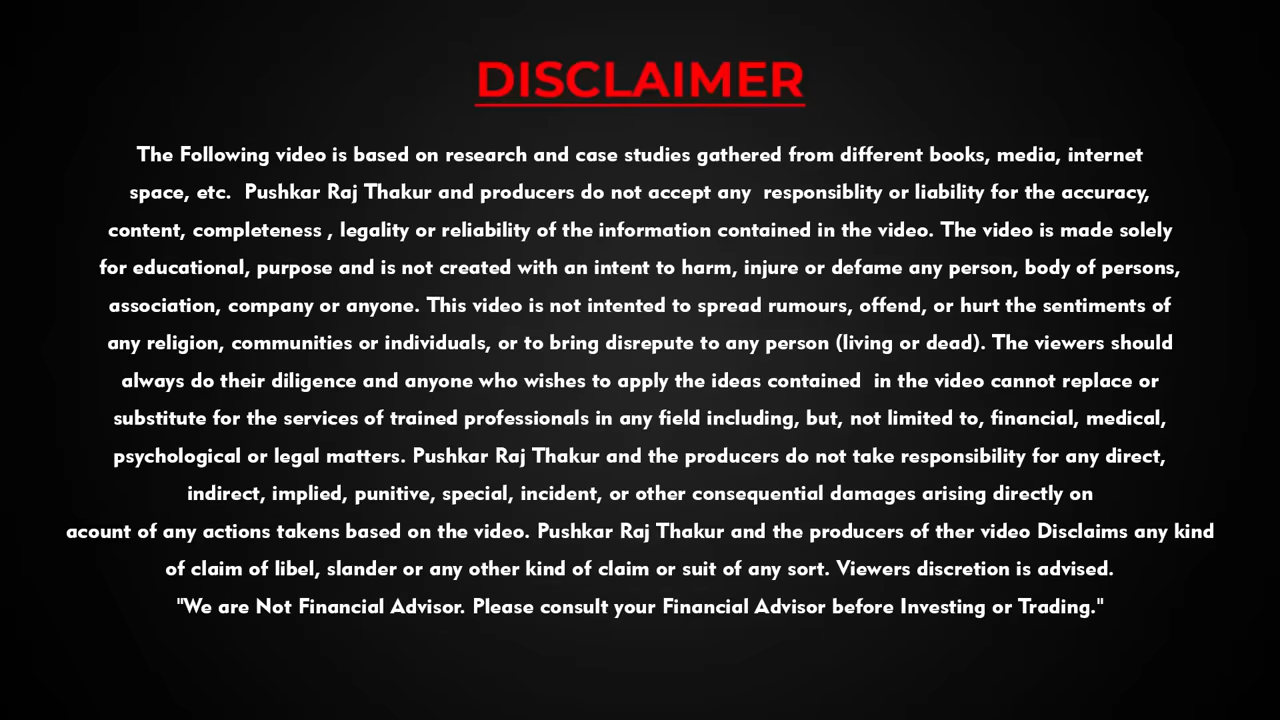 DISCLAIMER
The Following video is based on research and case studies gathered from different books, media, internet
space, etc.  Pushkar Raj Thakur and producers do not accept any  responsiblity or liability for the accuracy,
content, completeness , legality or reliability of the information contained in the video. The video is made solely
for educational, purpose and is not created with an intent to harm, injure or defame any person, body of persons,
association, company or anyone. This video is not intented to spread rumours, offend, or hurt the sentiments of
any religion, communities or individuals, or to bring disrepute to any person (living or dead). The viewers should
always do their diligence and anyone who wishes to apply the ideas contained  in the video cannot replace or
substitute for the services of trained professionals in any field including, but, not limited to, financial, medical,
psychological or legal matters. Pushkar Raj Thakur and the producers do not take responsibility for any direct,
indirect, implied, punitive, special, incident, or other consequential damages arising directly on
acount of any actions takens based on the video. Pushkar Raj Thakur and the producers of ther video Disclaims any kind
of claim of libel, slander or any other kind of claim or suit of any sort. Viewers discretion is advised.
"We are Not Financial Advisor. Please consult your Financial Advisor before Investing or Trading."